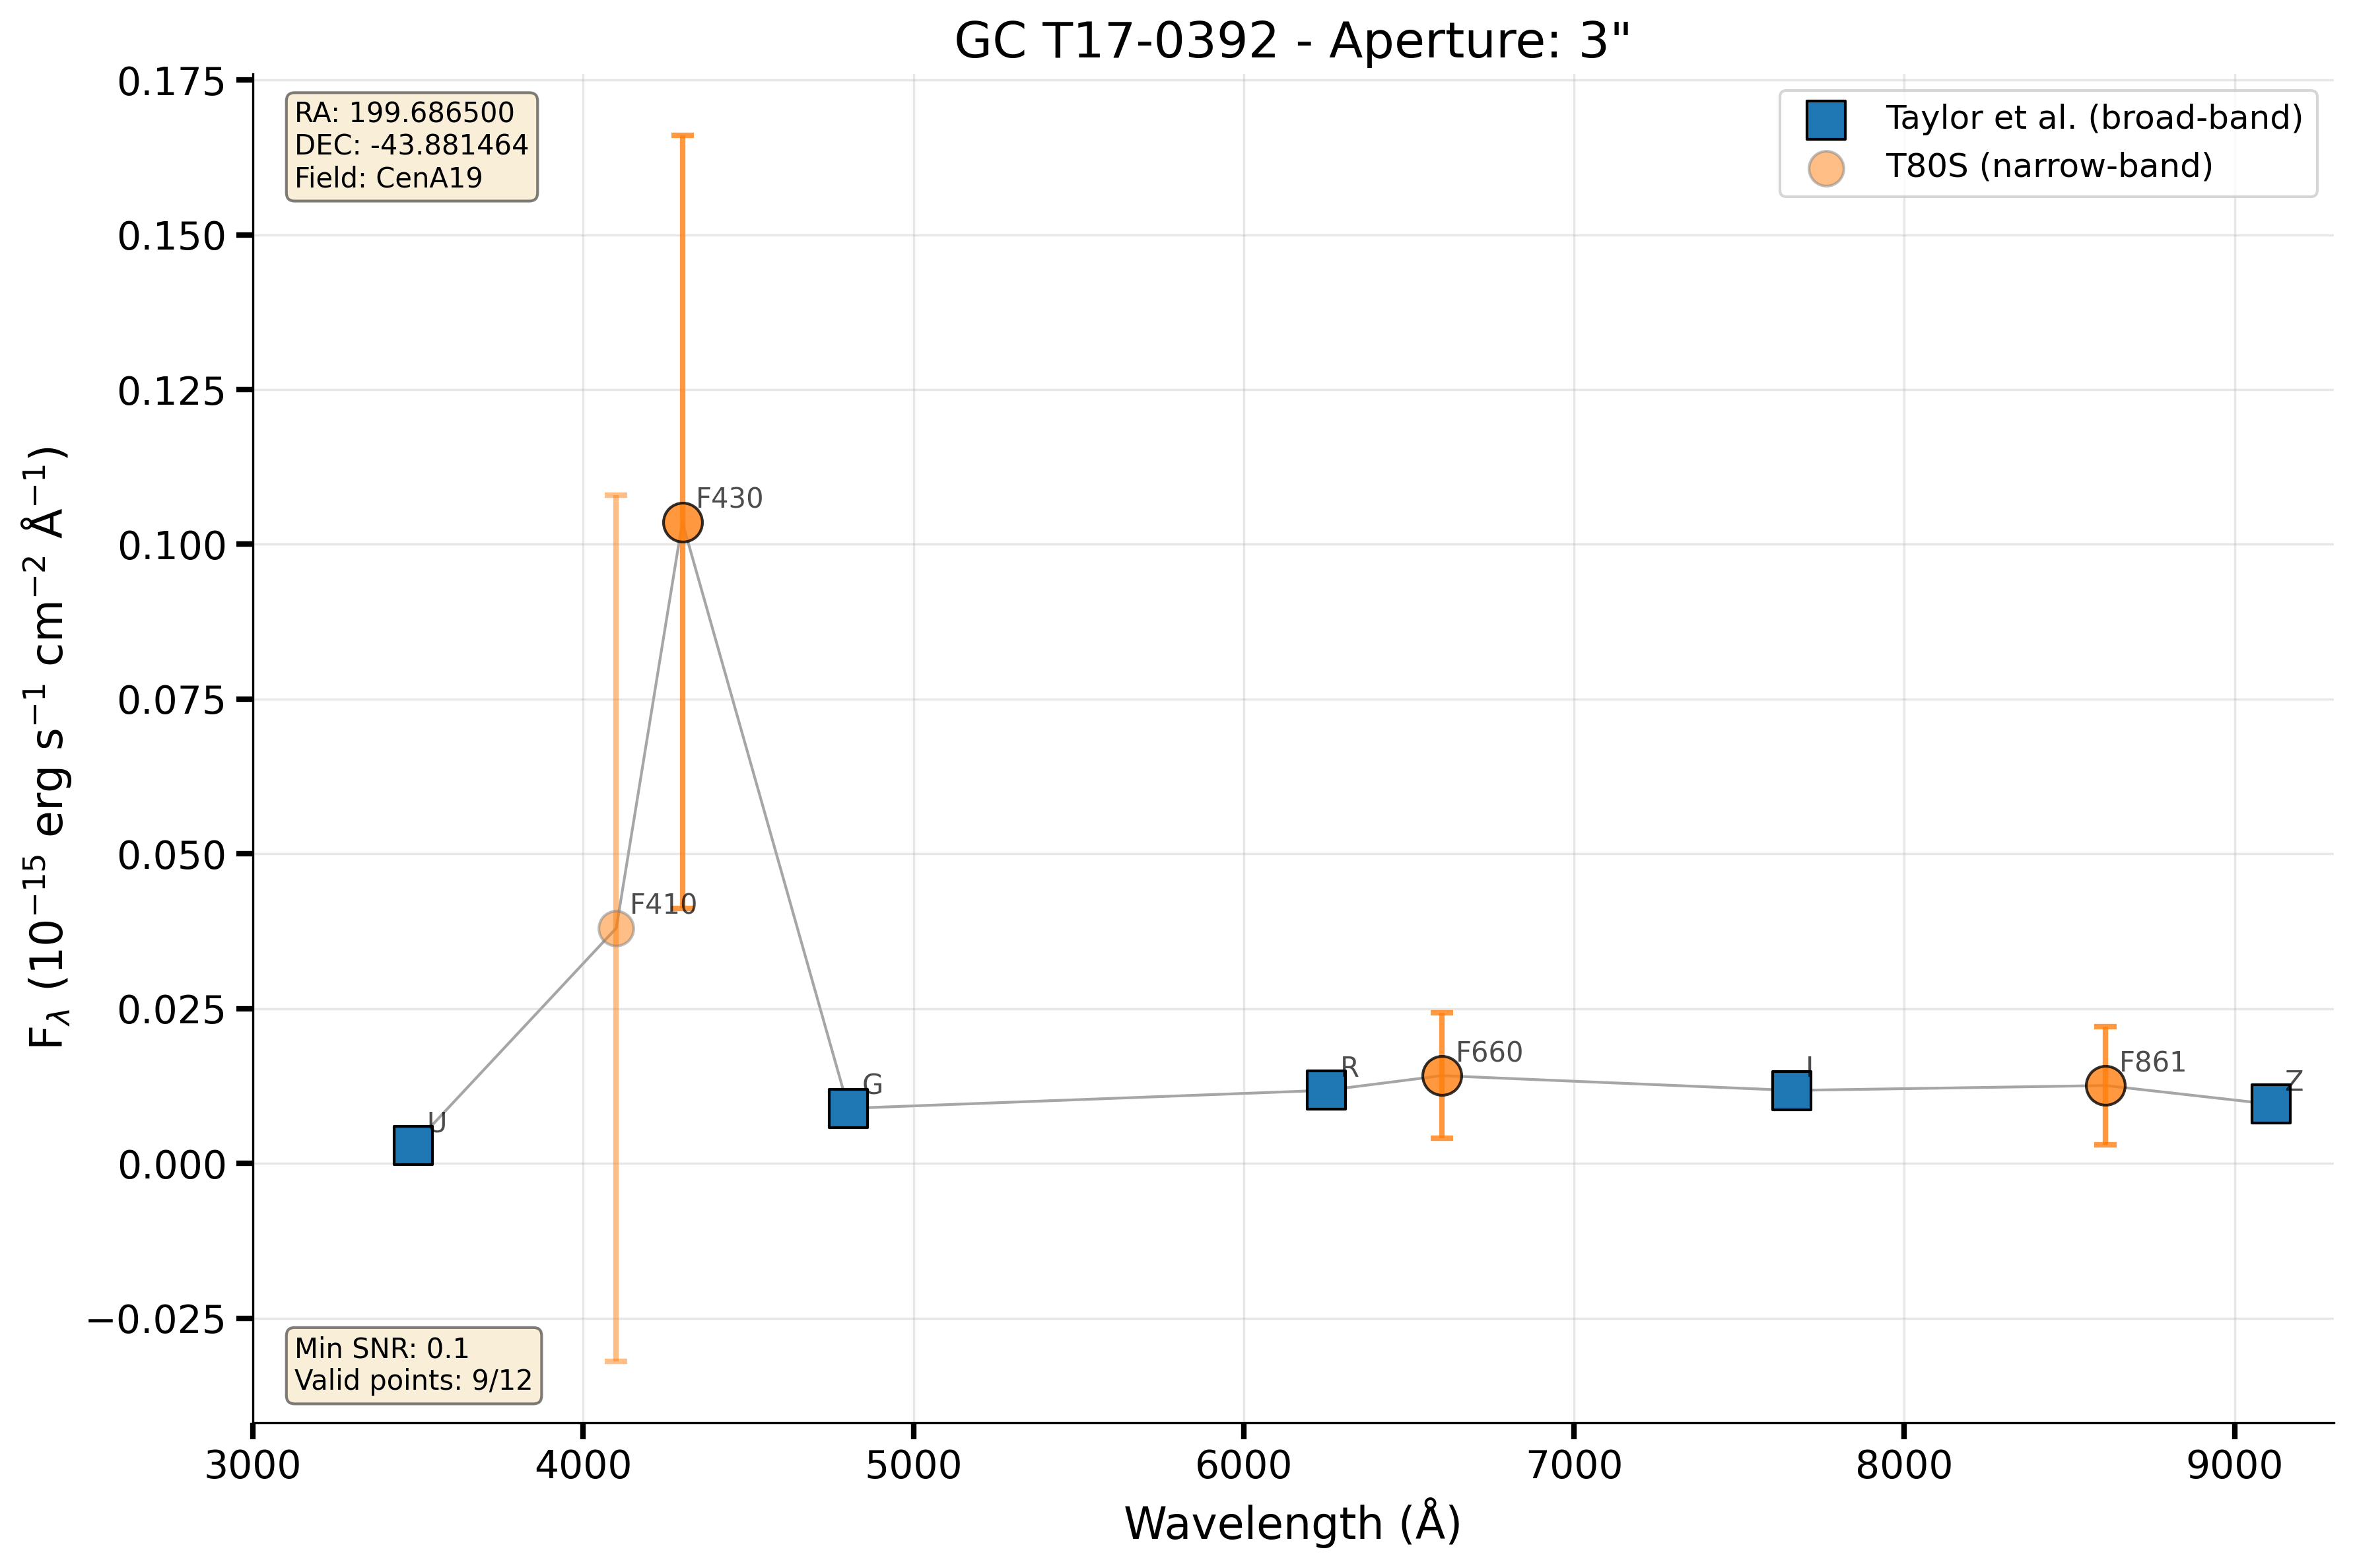 GC T17-0392 - Aperture: 3"
RA: 199.686500
DEC: -43.881464
Field: CenA19
Taylor et al. (broad-band)
T80S (narrow-band)
0.175
0.150
0.125
0.100
0.075
0.050
0.025
0.000
−0.025
F_λ (10⁻¹⁵ erg s⁻¹ cm⁻² Å⁻¹)
F430
F410
U
G
R
F660
I
F861
Z
Min SNR: 0.1
Valid points: 9/12
3000 4000 5000 6000 7000 8000 9000
Wavelength (Å)